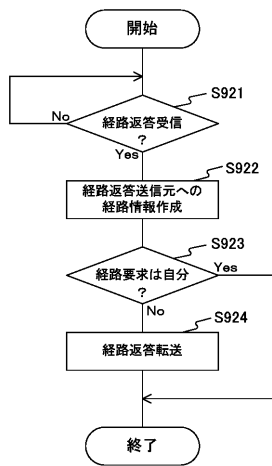 開始
S921
経路返答受信
?
No
Yes
S922
経路返答送信元への
経路情報作成
S923
経路要求は自分
?
Yes
No
S924
経路返答転送
終了